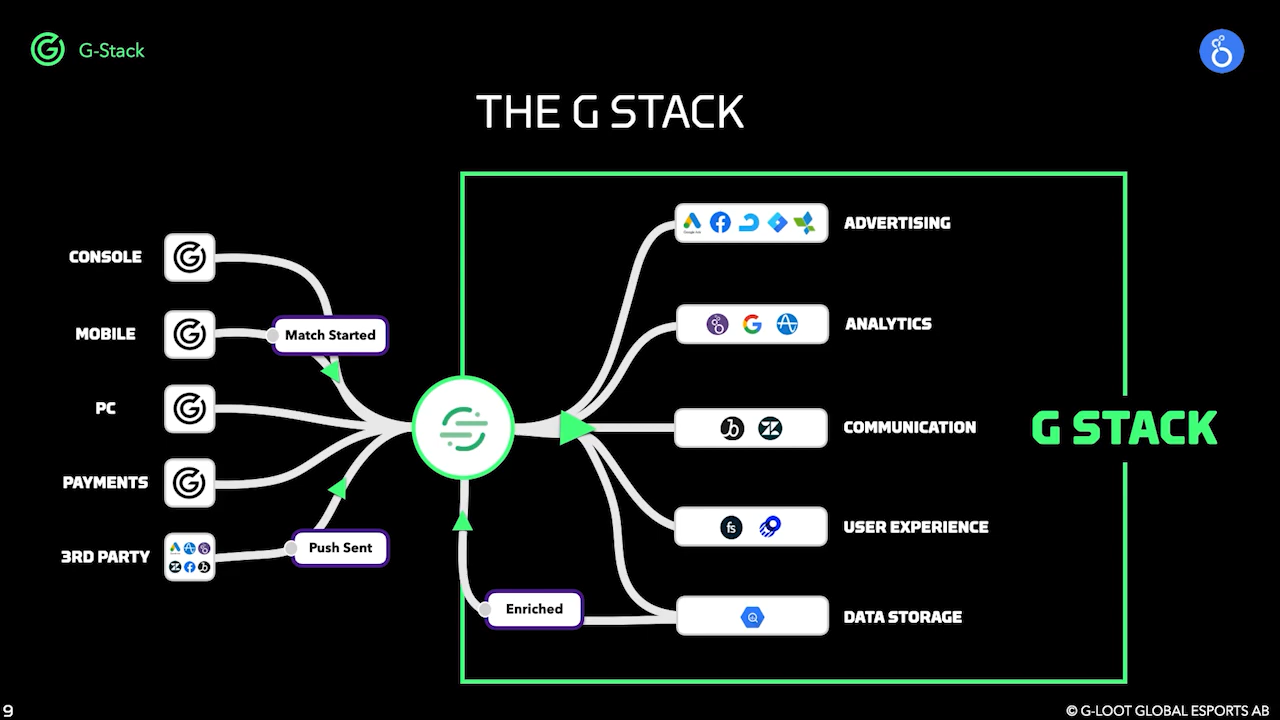 G-Stack
THE G STACK
CONSOLE
MOBILE
PC
PAYMENTS
3RD PARTY
Match Started
Push Sent
Enriched
ADVERTISING
ANALYTICS
COMMUNICATION
USER EXPERIENCE
fs
DATA STORAGE
G STACK
9
© G-LOOT GLOBAL ESPORTS AB